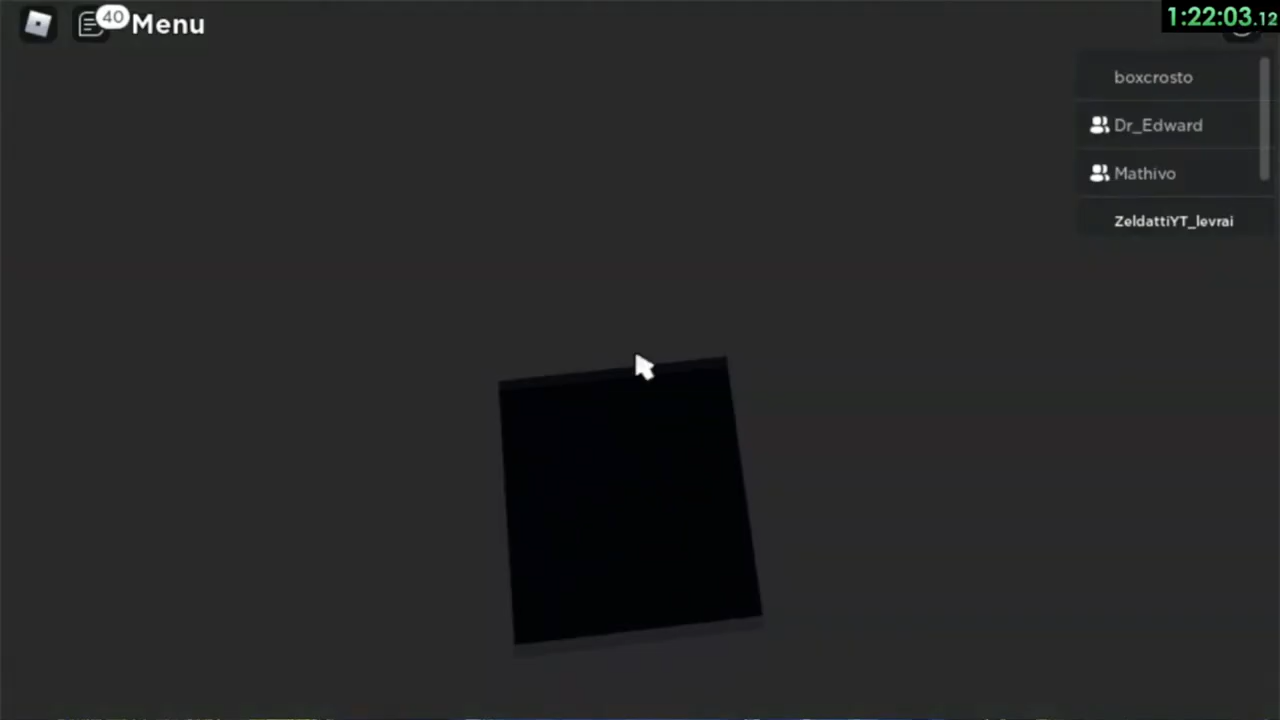 40
Menu
1:22:03.12
boxcrosto
Dr_Edward
Mathivo
ZeldattiYT_levrai